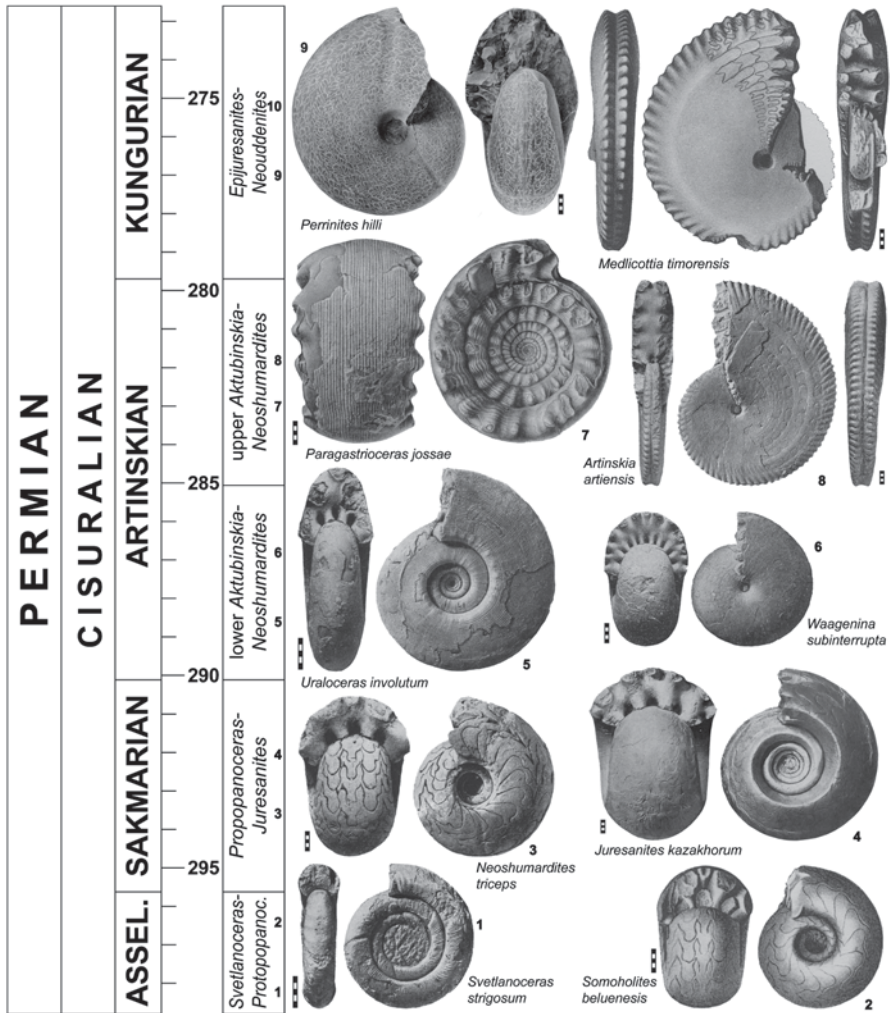 PERMIAN
CISURALIAN
KUNGURIAN
ARTINSKIAN
SAKMARIAN
ASSEL.
275
280
285
290
295
Epijuresanites-
Neouddenites
10
9
upper Aktubinskia-
Neoshumardites
8
7
lower Aktubinskia-
Neoshumardites
6
5
Propopanoceras-
Juresanites
4
3
Svetlanoceras-
Protopopanoc.
2
1
9
Perrinites hilli
10
Medlicottia timorensis
Paragastrioceras jossae
7
Artinskia
artiensis
8
Uraloceras involutum
5
6
Waagenina
subinterrupta
3
Neoshumardites
triceps
Juresanites kazakhorum
4
1
Svetlanoceras
strigosum
Somoholites
beluenesis
2